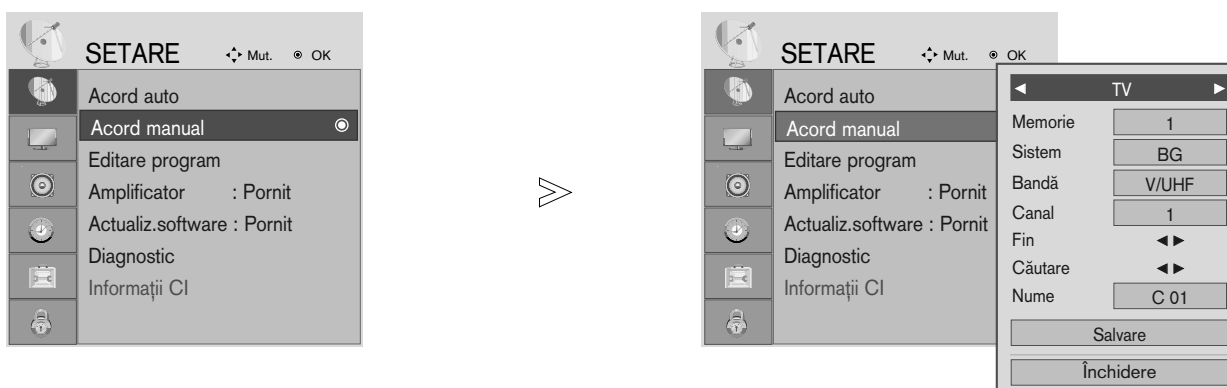 SETARE Mut. OK
Acord auto
Acord manual
Editare program
Amplificator : Pornit
Actualiz.software : Pornit
Diagnostic
Informații CI
SETARE Mut. OK
Acord auto
Acord manual
Editare program
Amplificator : Pornit
Actualiz.software : Pornit
Diagnostic
Informații CI
◄ TV ►
Memorie 1
Sistem BG
Bandă V/UHF
Canal 1
Fin ◄►
Căutare ◄►
Nume C 01
Salvare
Închidere